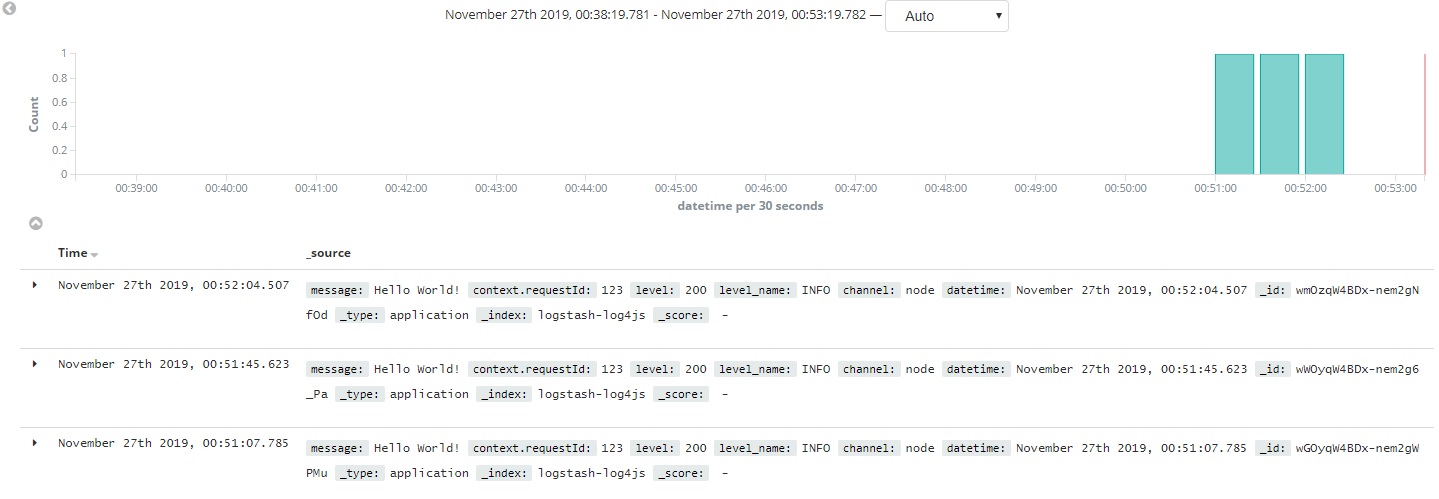 November 27th 2019, 00:38:19.781 - November 27th 2019, 00:53:19.782 — Auto
1
0.8
0.6
0.4
0.2
0
Count
00:39:00 00:40:00 00:41:00 00:42:00 00:43:00 00:44:00 00:45:00 00:46:00 00:47:00 00:48:00 00:49:00 00:50:00 00:51:00 00:52:00 00:53:00
datetime per 30 seconds
Time _source
November 27th 2019, 00:52:04.507 message: Hello World! context.requestId: 123 level: 200 level_name: INFO channel: node datetime: November 27th 2019, 00:52:04.507 _id: wmOzqW4BDx-nem2gN
fOd _type: application _index: logstash-log4js _score: -
November 27th 2019, 00:51:45.623 message: Hello World! context.requestId: 123 level: 200 level_name: INFO channel: node datetime: November 27th 2019, 00:51:45.623 _id: wWOyqW4BDx-nem2g6
_Pa _type: application _index: logstash-log4js _score: -
November 27th 2019, 00:51:07.785 message: Hello World! context.requestId: 123 level: 200 level_name: INFO channel: node datetime: November 27th 2019, 00:51:07.785 _id: wGOyqW4BDx-nem2gW
PMu _type: application _index: logstash-log4js _score: -